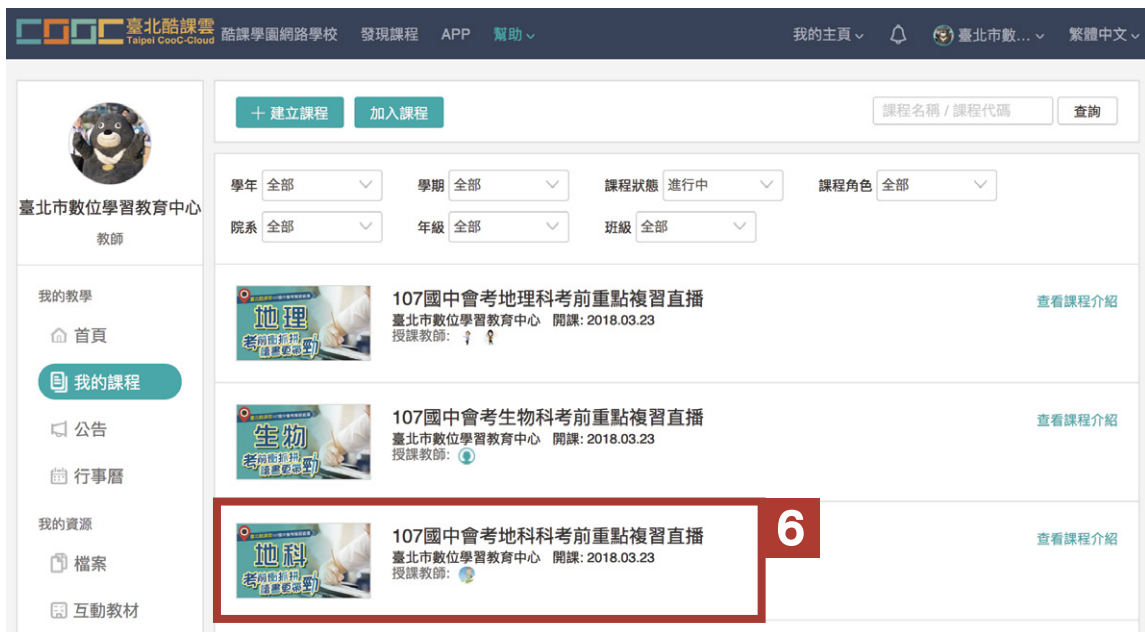 臺北酷課雲
Taipei CooC-Cloud
酷課學園網路學校 發現課程 APP 幫助 我的主頁 臺北市數... 繁體中文
臺北市數位學習教育中心
教師
我的教學
首頁
我的課程
公告
行事曆
我的資源
檔案
互動教材
+ 建立課程 加入課程 課程名稱 / 課程代碼 查詢
學年 全部 學期 全部 課程狀態 進行中 課程角色 全部
院系 全部 年級 全部 班級 全部
地理
考前衝折拼
讀書更帶勁
107國中會考地理科考前重點複習直播
臺北市數位學習教育中心 開課: 2018.03.23
授課教師:
查看課程介紹
生物
107國中會考生物科考前重點複習直播
臺北市數位學習教育中心 開課: 2018.03.23
授課教師:
查看課程介紹
地科
107國中會考地科科考前重點複習直播
臺北市數位學習教育中心 開課: 2018.03.23
授課教師:
6
查看課程介紹